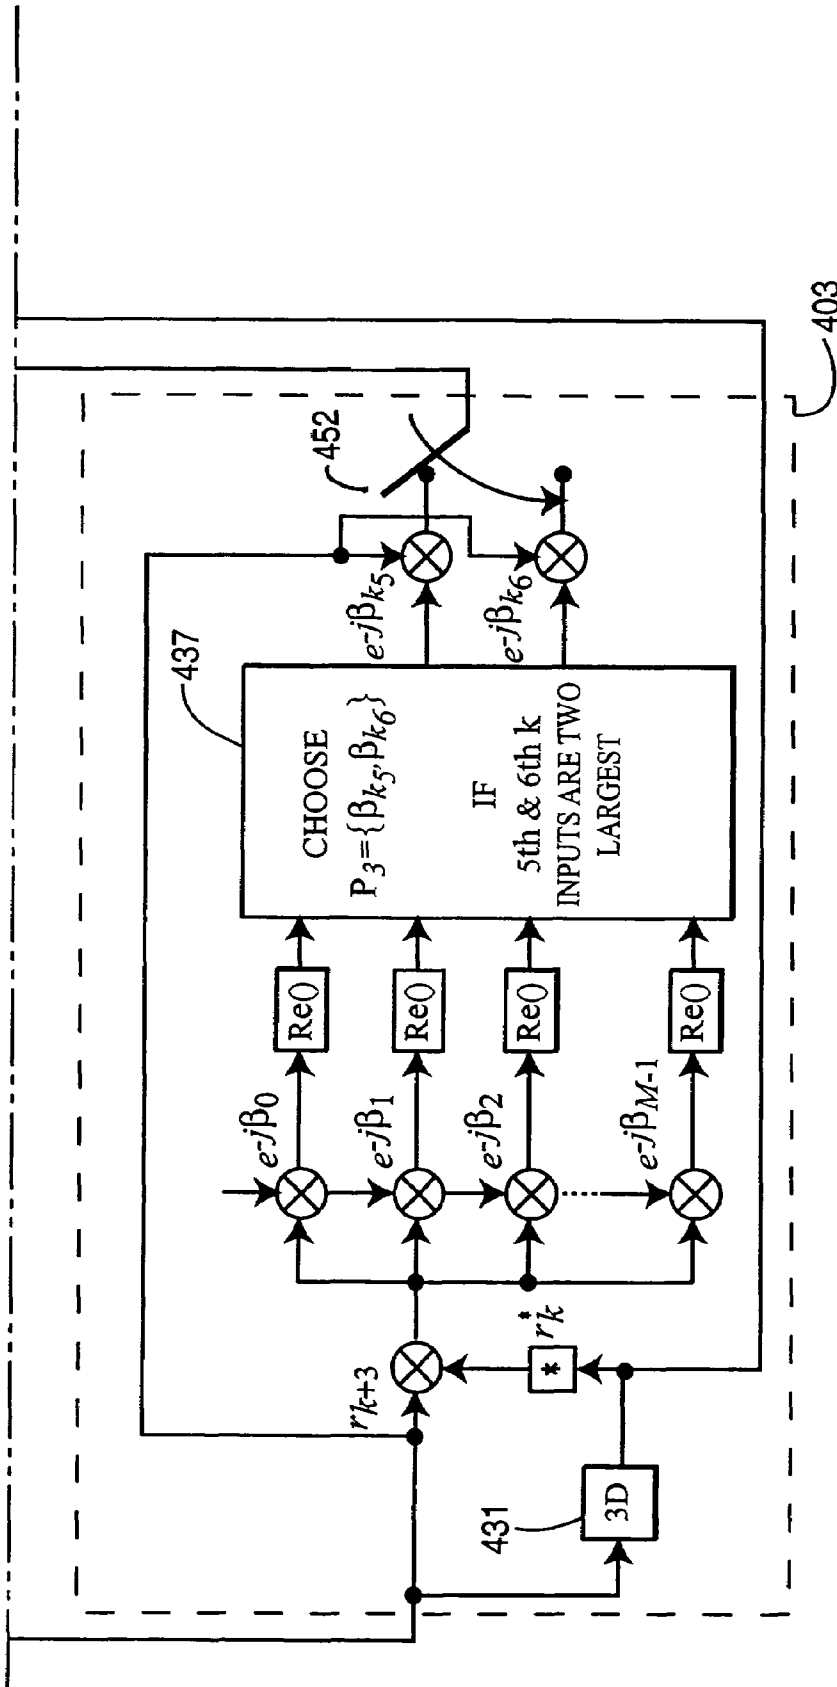 403
452
437
CHOOSE
P₃={βk₅,βk₆}
IF
5th & 6th k
INPUTS ARE TWO
LARGEST
e-jβk₅
e-jβk₆
Re()
Re()
Re()
Re()
e-jβ₀
e-jβ₁
e-jβ₂
e-jβM-1
rk+3
*
r*k
431
3D